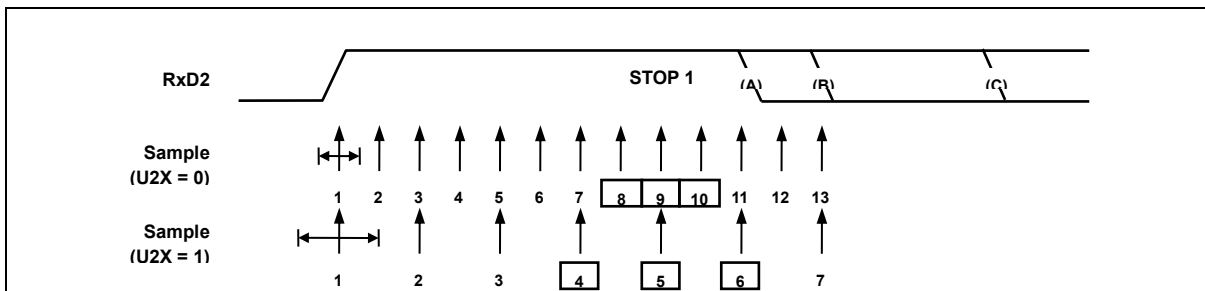 RxD2 STOP 1 (A) (B) (C)
Sample
(U2X = 0)
1 2 3 4 5 6 7 8 9 10 11 12 13
Sample
(U2X = 1)
1 2 3 4 5 6 7